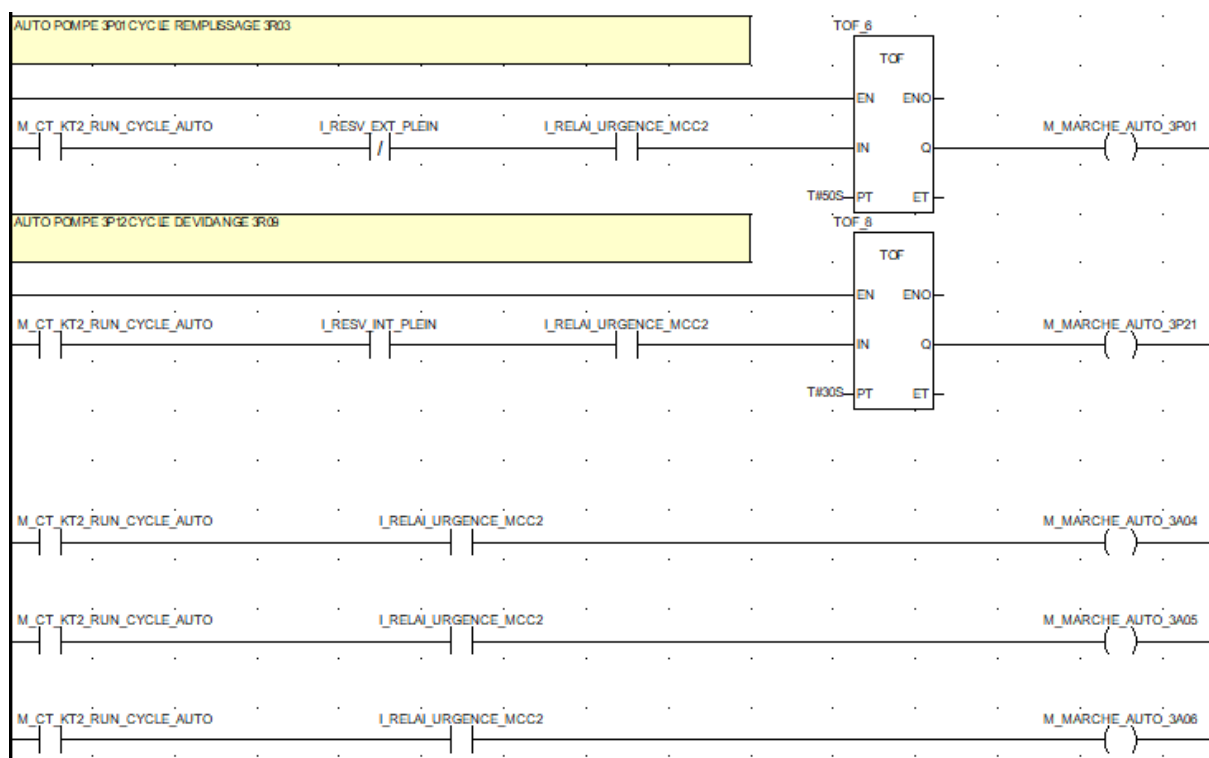 AUTO POMPE 3P01 CYCLE REMPLISSAGE 3R03
TOF_6
TOF
EN ENO
M_CT_KT2_RUN_CYCLE_AUTO I_RESV_EXT_PLEIN I_RELAI_URGENCE_MCC2 M_MARCHE_AUTO_3P01
/ IN Q
T#50S PT ET
AUTO POMPE 3P12 CYCLE DE VIDANGE 3R09
TOF_8
TOF
EN ENO
M_CT_KT2_RUN_CYCLE_AUTO I_RESV_INT_PLEIN I_RELAI_URGENCE_MCC2 M_MARCHE_AUTO_3P21
IN Q
T#30S PT ET
M_CT_KT2_RUN_CYCLE_AUTO I_RELAI_URGENCE_MCC2 M_MARCHE_AUTO_3A04
M_CT_KT2_RUN_CYCLE_AUTO I_RELAI_URGENCE_MCC2 M_MARCHE_AUTO_3A05
M_CT_KT2_RUN_CYCLE_AUTO I_RELAI_URGENCE_MCC2 M_MARCHE_AUTO_3A06